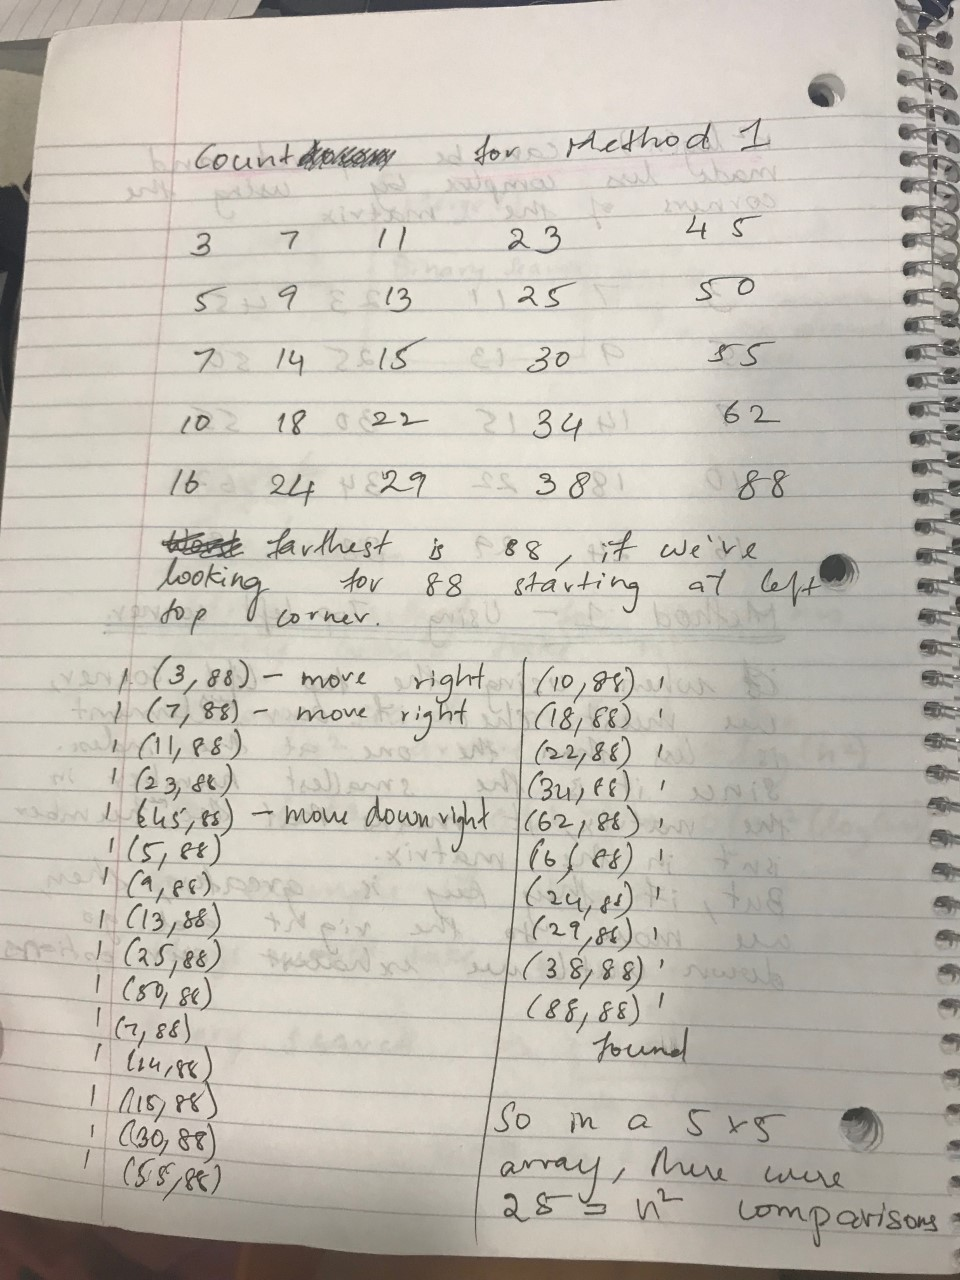 Count for Method 1
3 7 11 23 45
5 9 13 25 50
7 14 15 30 55
10 18 22 34 62
16 24 29 38 88
farthest is 88, if we're
looking for 88 starting at left
top corner.
1 (3,88) - move right
1 (7,88) - move right
1 (11,88)
1 (23,88)
1 (45,88) - move down right
1 (5,88)
1 (9,88)
1 (13,88)
1 (25,88)
1 (50,88)
1 (7,88)
1 (14,88)
1 (15,88)
1 (30,88)
1 (55,88)
(10,88) 1
(18,88) 1
(22,88) 1
(34,88) 1
(62,88) 1
(16,88) 1
(24,88) 1
(29,88) 1
(38,88) 1
(88,88) 1
found
So in a 5x5
array, there were
25 = n² comparisons